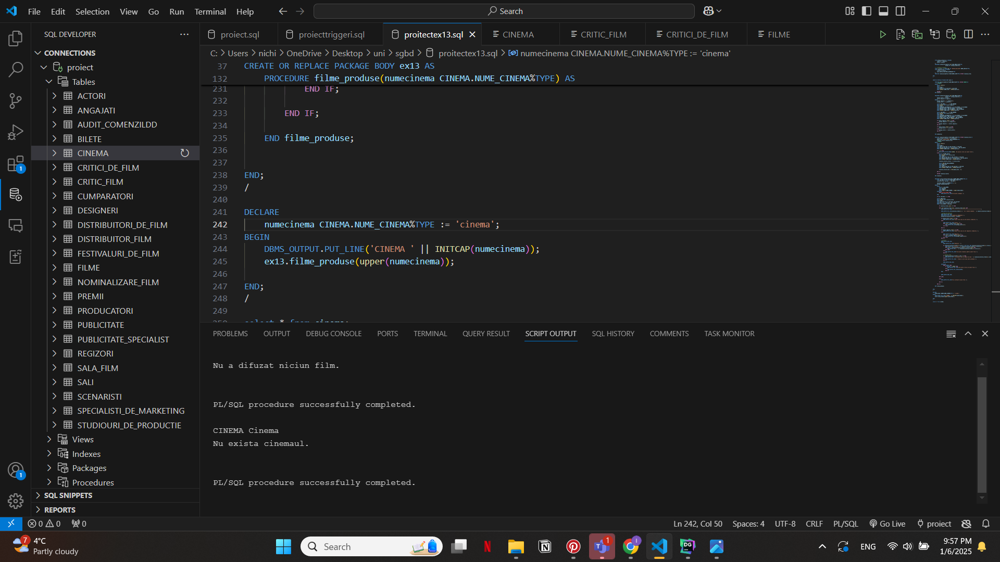 File Edit Selection View Go Run Terminal Help
Search
SQL DEVELOPER
CONNECTIONS
proiect
Tables
ACTORI
ANGAJATI
AUDIT_COMENZILDD
BILETE
CINEMA
CRITICI_DE_FILM
CRITIC_FILM
CUMPARATORI
DESIGNERI
DISTRIBUITORI_DE_FILM
DISTRIBUITOR_FILM
FESTIVALURI_DE_FILM
FILME
NOMINALIZARE_FILM
PREMII
PRODUCATORI
PUBLICITATE
PUBLICITATE_SPECIALIST
REGIZORI
SALA_FILM
SALI
SCENARISTI
SPECIALISTI_DE_MARKETING
STUDIOURI_DE_PRODUCTIE
Views
Indexes
Packages
Procedures
SQL SNIPPETS
REPORTS
1
1
proiect.sql proiecttriggeri.sql proitectex13.sql CINEMA CRITIC_FILM CRITICI_DE_FILM FILME
C: > Users > nichi > OneDrive > Desktop > uni > sgbd > proitectex13.sql > numecinema CINEMA.NUME_CINEMA%TYPE := 'cinema'
37 CREATE OR REPLACE PACKAGE BODY ex13 AS
132 PROCEDURE filme_produse(numecinema CINEMA.NUME_CINEMA%TYPE) AS
231 END IF;
232
233 END IF;
234
235 END filme_produse;
236
237
238 END;
239 /
240
241 DECLARE
242 numecinema CINEMA.NUME_CINEMA%TYPE := 'cinema';
243 BEGIN
244 DBMS_OUTPUT.PUT_LINE('CINEMA ' || INITCAP(numecinema));
245 ex13.filme_produse(upper(numecinema));
246
247 END;
248 /
249
250 select * from cinema;
PROBLEMS OUTPUT DEBUG CONSOLE PORTS TERMINAL QUERY RESULT SCRIPT OUTPUT SQL HISTORY COMMENTS TASK MONITOR
Nu a difuzat niciun film.
PL/SQL procedure successfully completed.
CINEMA Cinema
Nu exista cinemaul.
PL/SQL procedure successfully completed.
0 0 0
Ln 242, Col 50 Spaces: 4 UTF-8 CRLF PL/SQL Go Live proiect
7
4°C
Partly cloudy
Search
N
T
1
I
DG
ENG
9:57 PM
1/6/2025